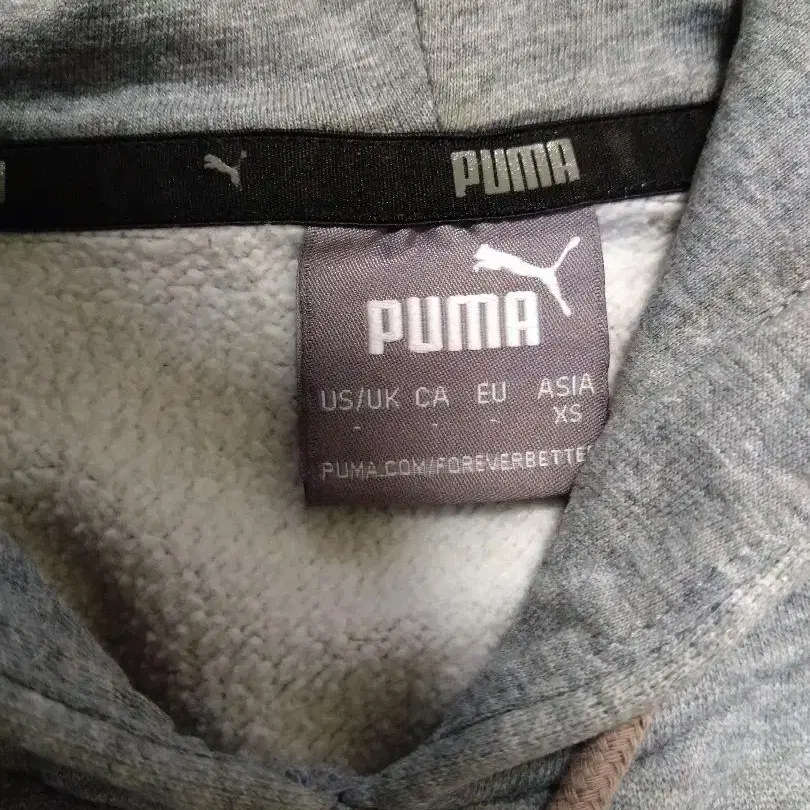 PUMA
PUMA
US/UK CA EU ASIA
- - - XS
PUMA.COM/FOREVERBETTE